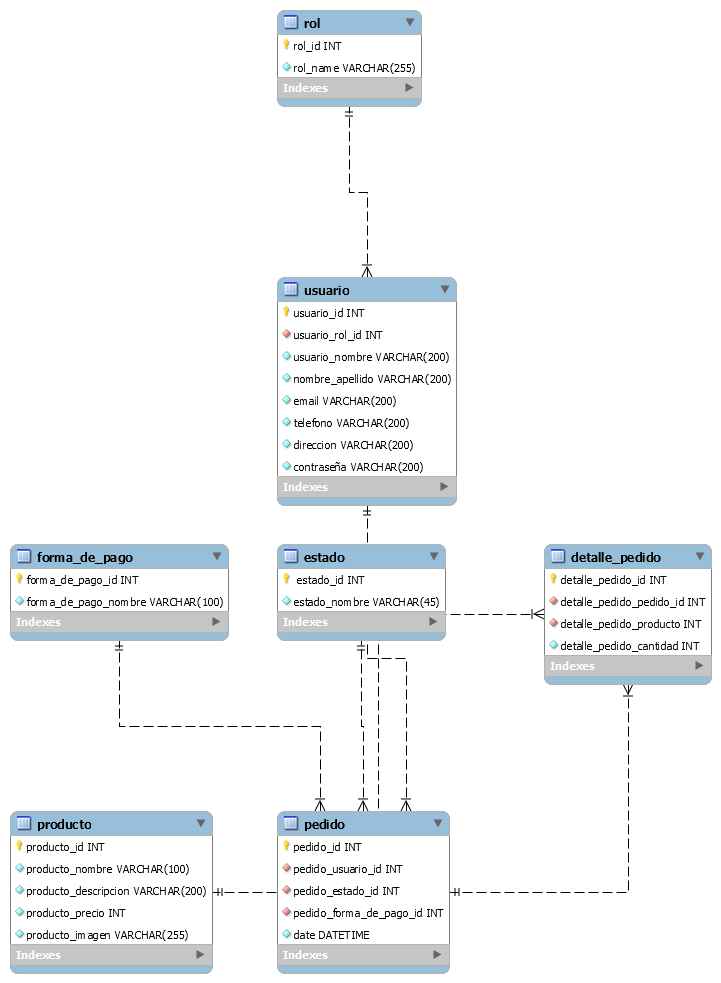 rol
rol_id INT
rol_name VARCHAR(255)
Indexes
usuario
usuario_id INT
usuario_rol_id INT
usuario_nombre VARCHAR(200)
nombre_apellido VARCHAR(200)
email VARCHAR(200)
telefono VARCHAR(200)
direccion VARCHAR(200)
contraseña VARCHAR(200)
Indexes
forma_de_pago
forma_de_pago_id INT
forma_de_pago_nombre VARCHAR(100)
Indexes
estado
estado_id INT
estado_nombre VARCHAR(45)
Indexes
detalle_pedido
detalle_pedido_id INT
detalle_pedido_pedido_id INT
detalle_pedido_producto INT
detalle_pedido_cantidad INT
Indexes
producto
producto_id INT
producto_nombre VARCHAR(100)
producto_descripcion VARCHAR(200)
producto_precio INT
producto_imagen VARCHAR(255)
Indexes
pedido
pedido_id INT
pedido_usuario_id INT
pedido_estado_id INT
pedido_forma_de_pago_id INT
date DATETIME
Indexes